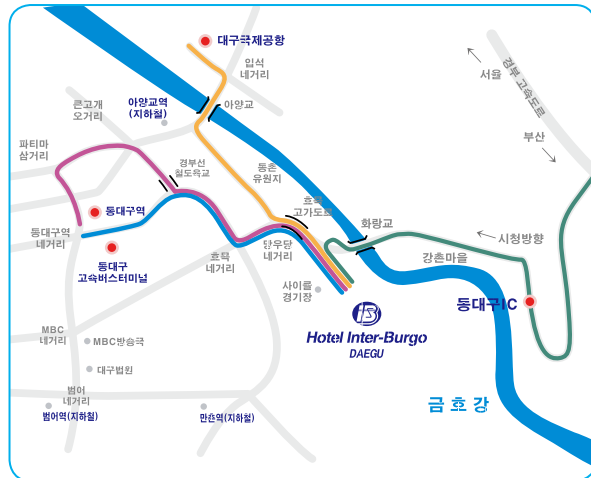 대구국제공항
입석
네거리
서울
경부 고속도로
부산
큰고개
오거리
아양교역
(지하철)
아양교
파티마
삼거리
경부선
철도육교
동촌
유원지
효목
고가도로
화랑교
시청방향
동대구역
동대구역
네거리
동대구
고속버스터미널
효목
네거리
망우당
네거리
강촌마을
사이클
경기장
동대구IC
Hotel Inter-Burgo
DAEGU
MBC
네거리
MBC방송국
대구법원
범어
네거리
범어역(지하철)
만촌역(지하철)
금호강